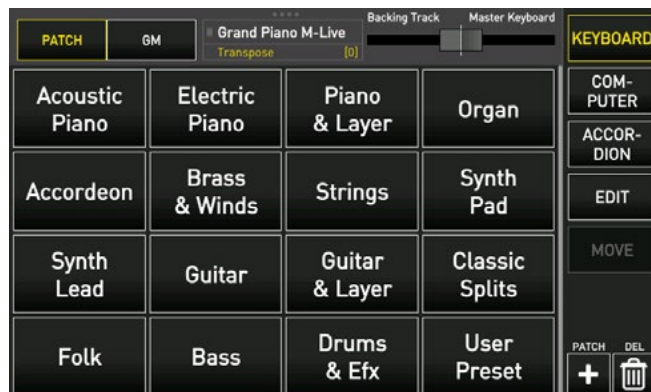 PATCH
GM
Grand Piano M-Live
Transpose [0]
Backing Track Master Keyboard
KEYBOARD
Acoustic
Piano
Electric
Piano
Piano
& Layer
Organ
COM-
PUTER
ACCOR-
DION
Accordeon
Brass
& Winds
Strings
Synth
Pad
EDIT
Synth
Lead
Guitar
Guitar
& Layer
Classic
Splits
MOVE
Folk
Bass
Drums
& Efx
User
Preset
PATCH DEL
+